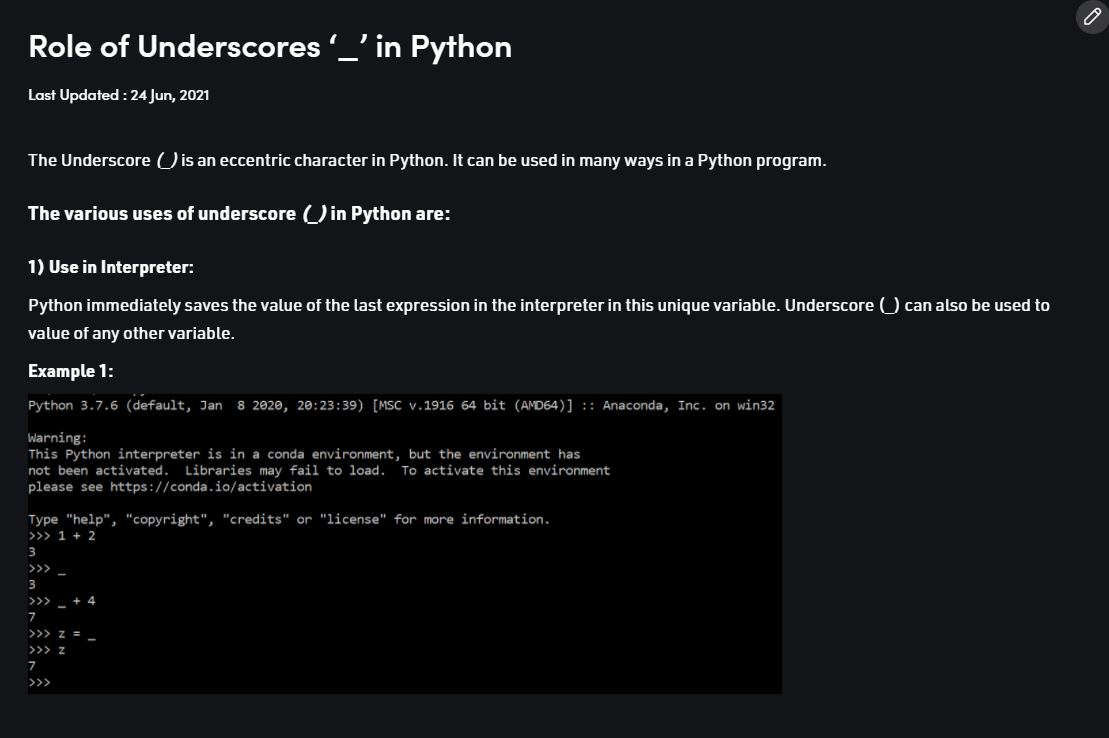 Role of Underscores ‘_’ in Python
Last Updated : 24 Jun, 2021
The Underscore (_) is an eccentric character in Python. It can be used in many ways in a Python program.
The various uses of underscore (_) in Python are:
1) Use in Interpreter:
Python immediately saves the value of the last expression in the interpreter in this unique variable. Underscore (_) can also be used to
value of any other variable.
Example 1:
Python 3.7.6 (default, Jan  8 2020, 20:23:39) [MSC v.1916 64 bit (AMD64)] :: Anaconda, Inc. on win32
Warning:
This Python interpreter is in a conda environment, but the environment has
not been activated.  Libraries may fail to load.  To activate this environment
please see https://conda.io/activation
Type "help", "copyright", "credits" or "license" for more information.
>>> 1 + 2
3
>>> _
3
>>> _ + 4
7
>>> z = _
>>> z
7
>>>